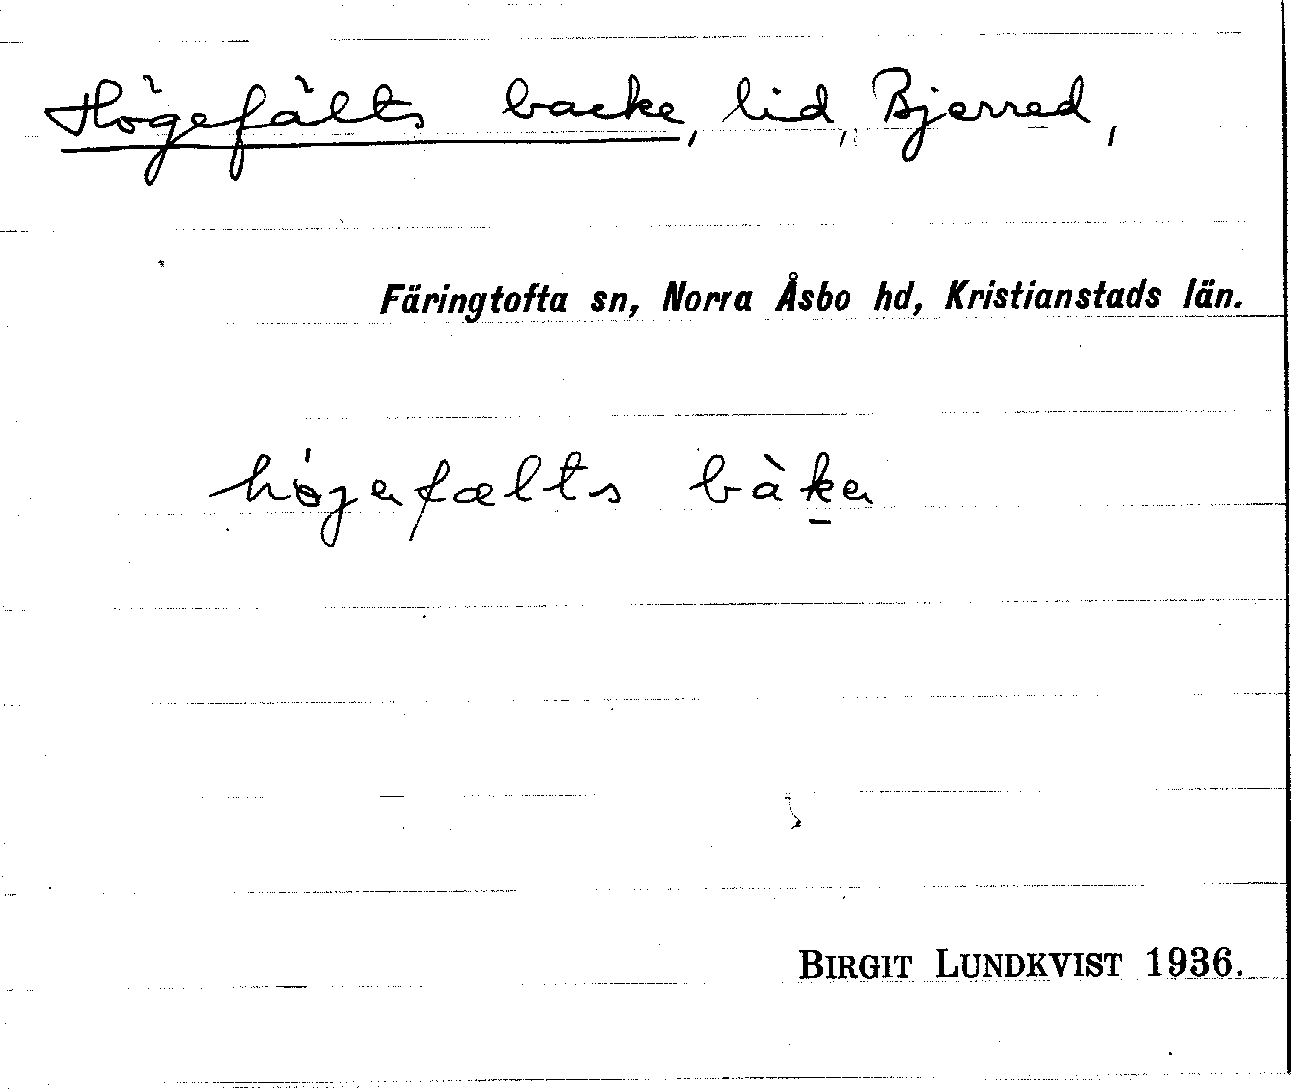 Högefälts backe, lid, Bjerred,
Färingtofta sn, Norra Åsbo hd, Kristianstads län.
högefælts bàke
BIRGIT LUNDKVIST 1936.